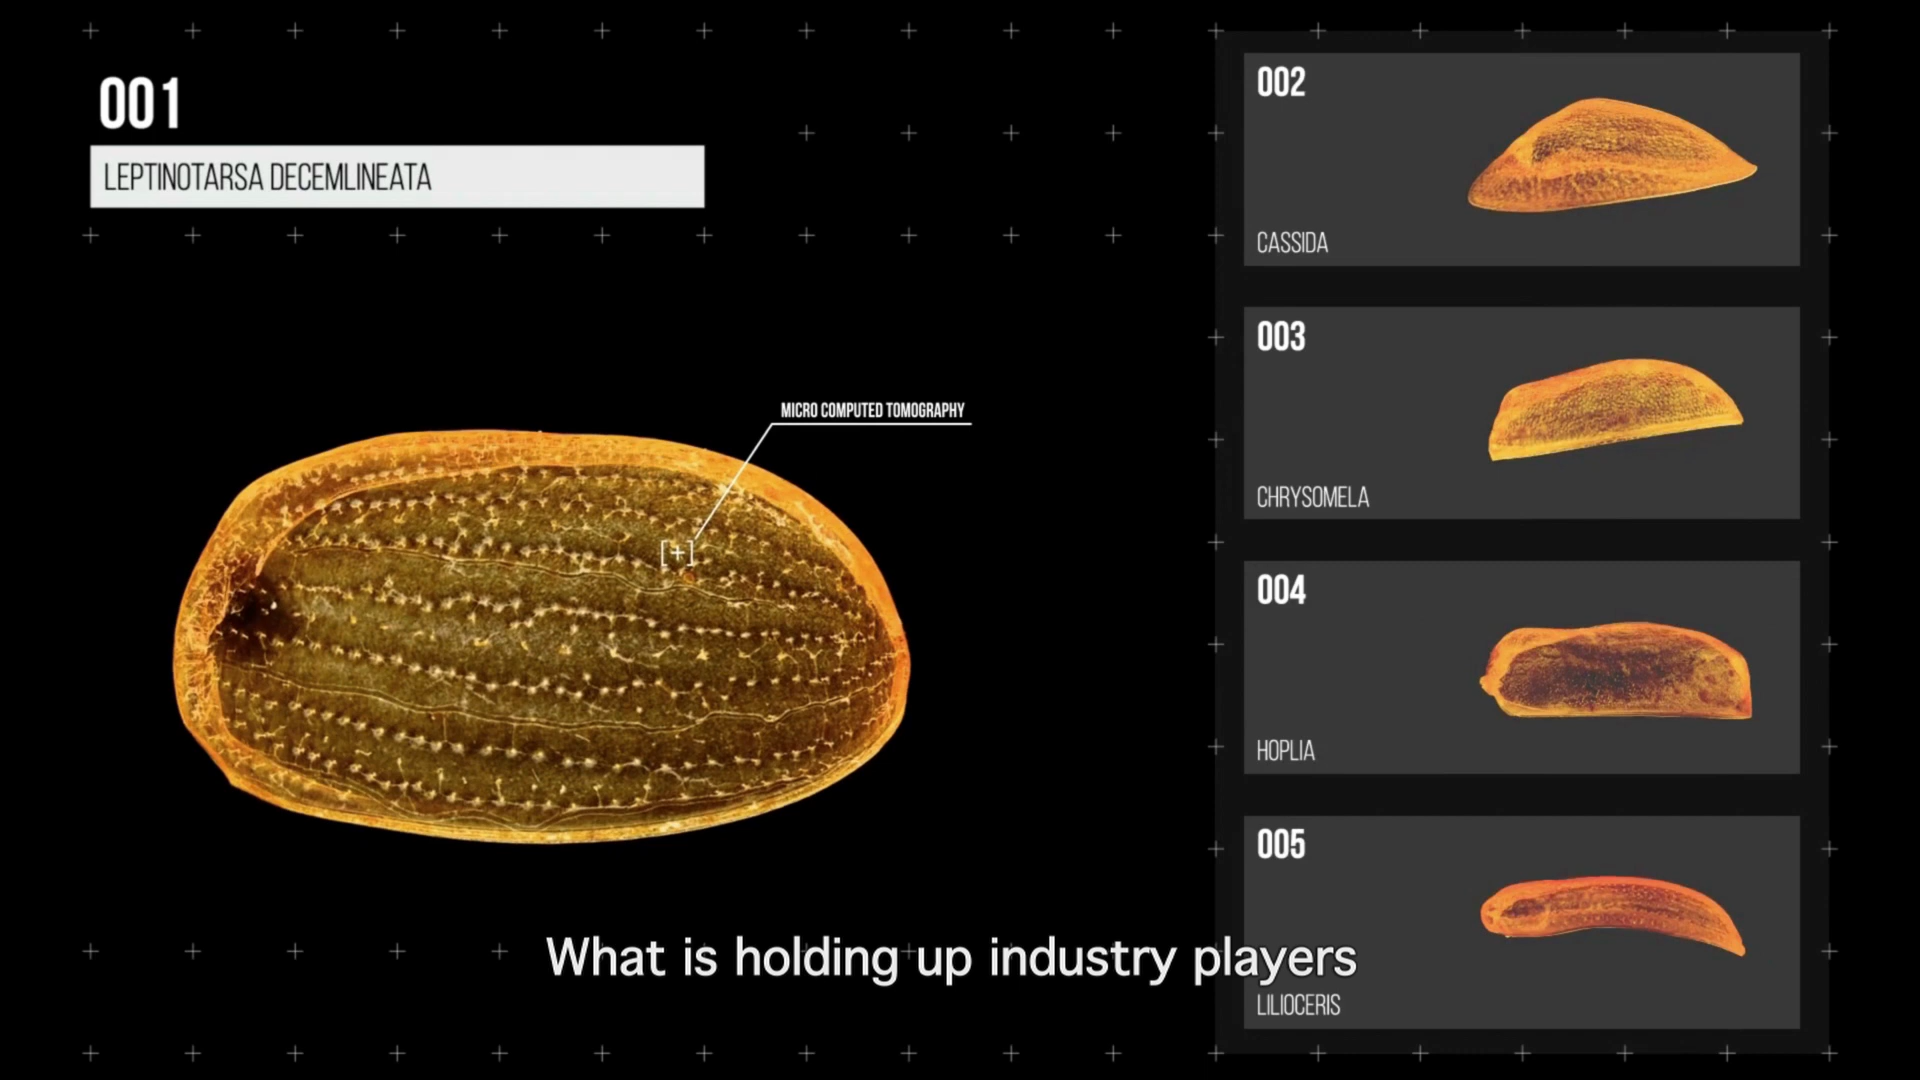 001
LEPTINOTARSA DECEMLINEATA
MICRO COMPUTED TOMOGRAPHY
[+]
002
CASSIDA
003
CHRYSOMELA
004
HOPLIA
005
LILIOCERIS
What is holding up industry players